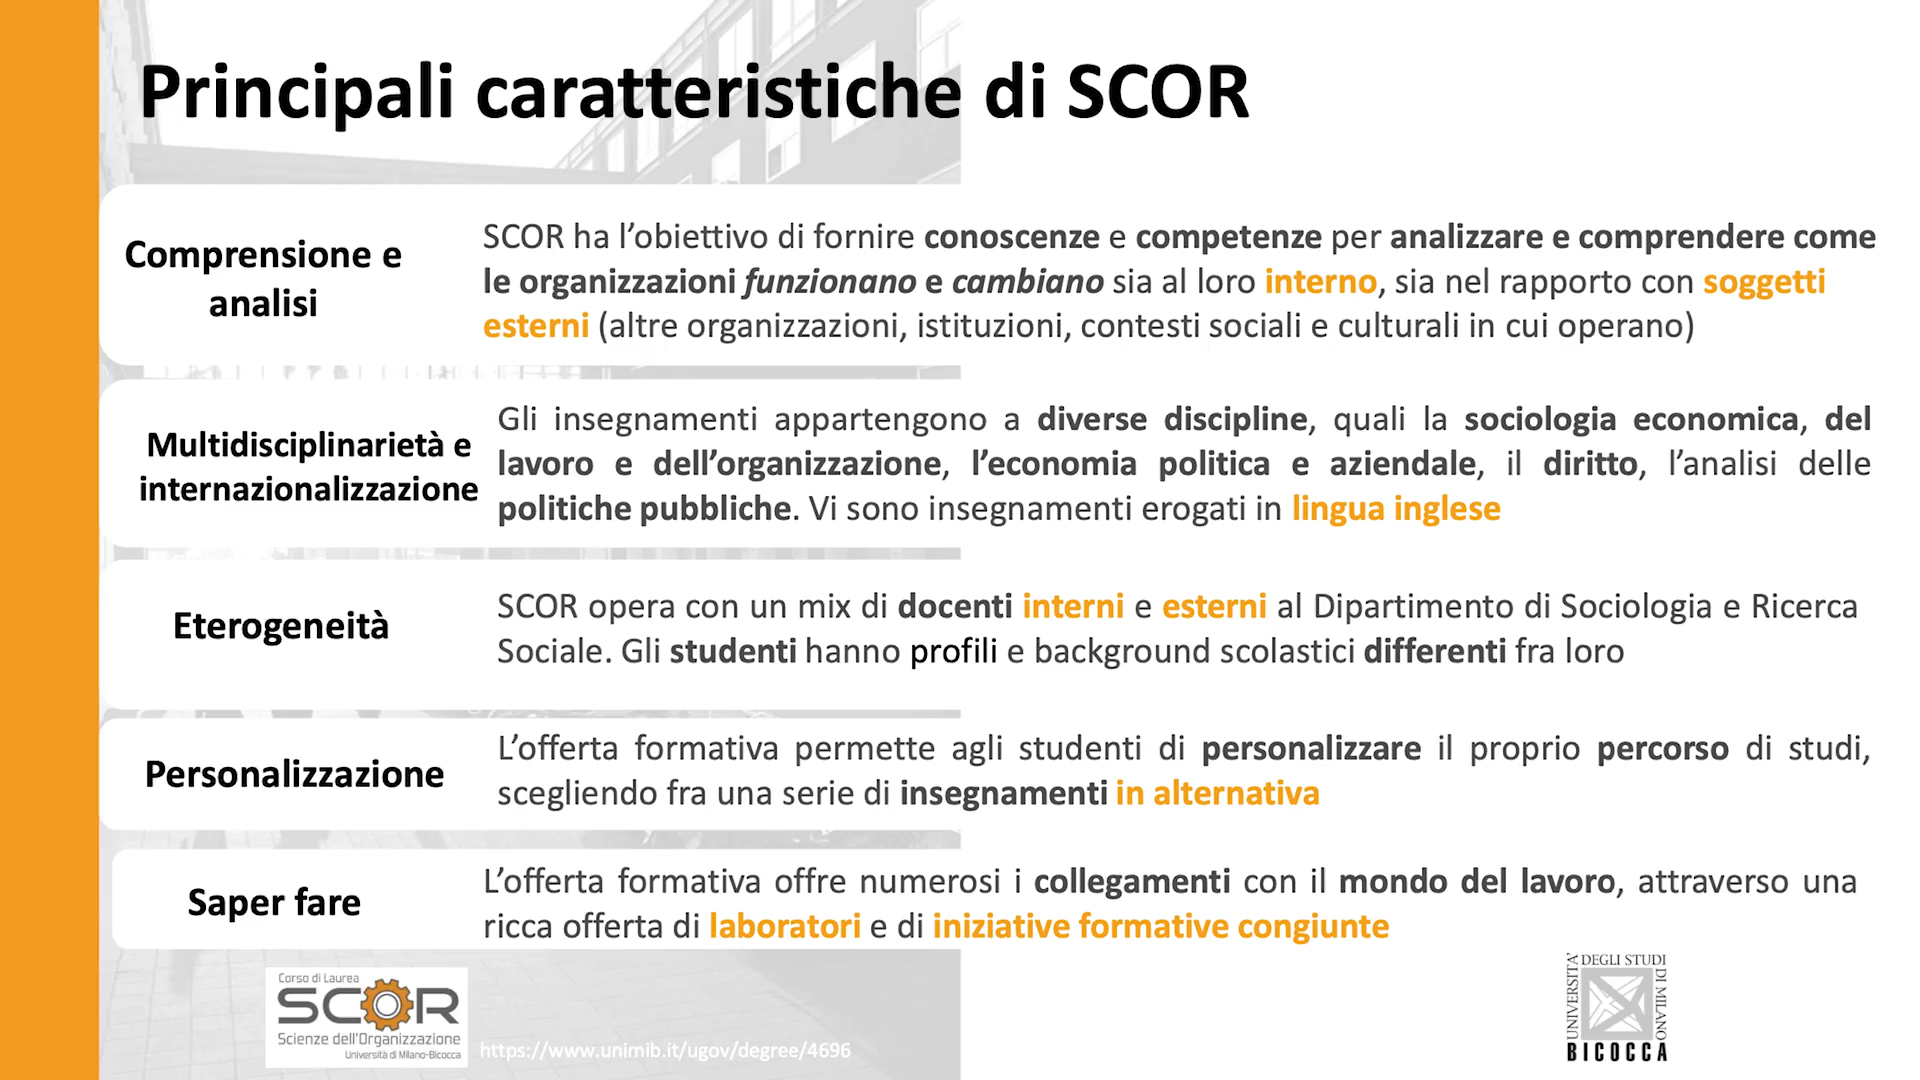 Principali caratteristiche di SCOR
Comprensione e
analisi
SCOR ha l’obiettivo di fornire conoscenze e competenze per analizzare e comprendere come
le organizzazioni funzionano e cambiano sia al loro interno, sia nel rapporto con soggetti
esterni (altre organizzazioni, istituzioni, contesti sociali e culturali in cui operano)
Multidisciplinarietà e
internazionalizzazione
Gli insegnamenti appartengono a diverse discipline, quali la sociologia economica, del
lavoro e dell’organizzazione, l’economia politica e aziendale, il diritto, l’analisi delle
politiche pubbliche. Vi sono insegnamenti erogati in lingua inglese
Eterogeneità
SCOR opera con un mix di docenti interni e esterni al Dipartimento di Sociologia e Ricerca
Sociale. Gli studenti hanno profili e background scolastici differenti fra loro
Personalizzazione
L’offerta formativa permette agli studenti di personalizzare il proprio percorso di studi,
scegliendo fra una serie di insegnamenti in alternativa
Saper fare
L’offerta formativa offre numerosi i collegamenti con il mondo del lavoro, attraverso una
ricca offerta di laboratori e di iniziative formative congiunte
Corso di Laurea
SCOR
Scienze dell’Organizzazione
Università di Milano-Bicocca
https://www.unimib.it/ugov/degree/4696
UNIVERSITA’
DEGLI STUDI
DI MILANO
BICOCCA